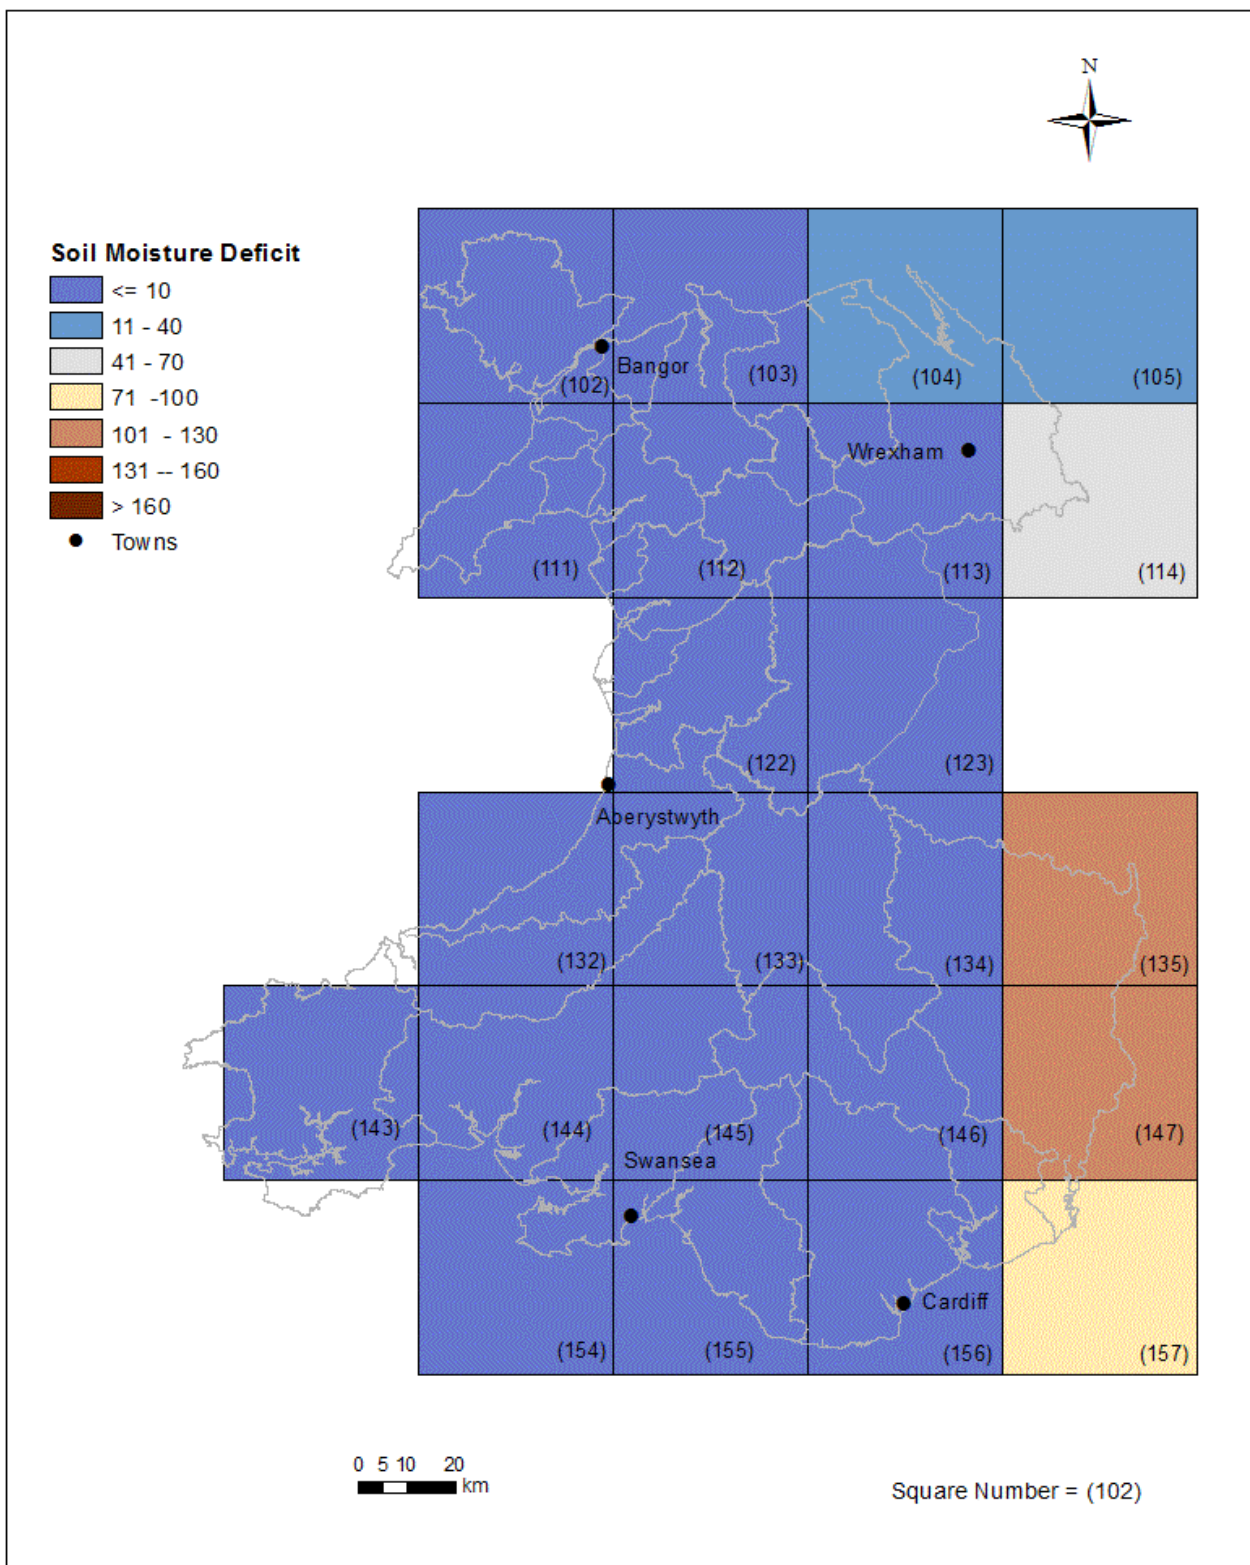 N
Soil Moisture Deficit
<= 10
11 - 40
41 - 70
71 -100
101 - 130
131 -- 160
> 160
Towns
Bangor
(102)
(103)
(104)
(105)
Wrexham
(111)
(112)
(113)
(114)
(122)
(123)
Aberystwyth
(132)
(133)
(134)
(135)
(143)
(144)
(145)
(146)
(147)
Swansea
Cardiff
(154)
(155)
(156)
(157)
0 5 10 20
km
Square Number = (102)